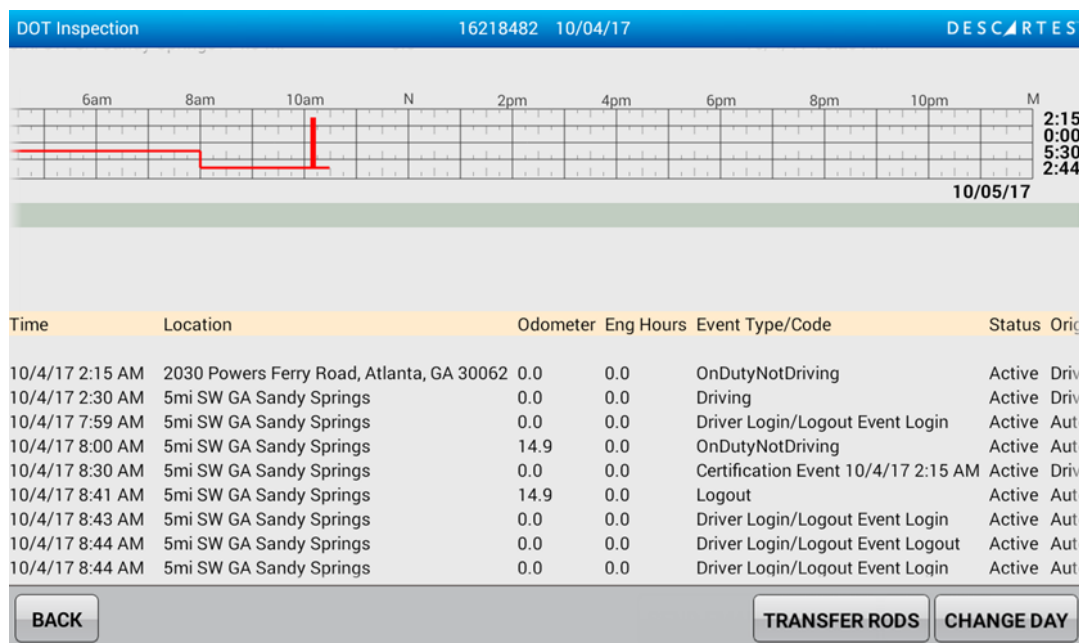 DOT Inspection 16218482 10/04/17 DESCARTES
6am 8am 10am N 2pm 4pm 6pm 8pm 10pm M
2:15
0:00
5:30
2:44
10/05/17
Time Location Odometer Eng Hours Event Type/Code Status Orig
10/4/17 2:15 AM 2030 Powers Ferry Road, Atlanta, GA 30062 0.0 0.0 OnDutyNotDriving Active Driv
10/4/17 2:30 AM 5mi SW GA Sandy Springs 0.0 0.0 Driving Active Driv
10/4/17 7:59 AM 5mi SW GA Sandy Springs 0.0 0.0 Driver Login/Logout Event Login Active Aut
10/4/17 8:00 AM 5mi SW GA Sandy Springs 14.9 0.0 OnDutyNotDriving Active Aut
10/4/17 8:30 AM 5mi SW GA Sandy Springs 0.0 0.0 Certification Event 10/4/17 2:15 AM Active Driv
10/4/17 8:41 AM 5mi SW GA Sandy Springs 14.9 0.0 Logout Active Aut
10/4/17 8:43 AM 5mi SW GA Sandy Springs 0.0 0.0 Driver Login/Logout Event Login Active Aut
10/4/17 8:44 AM 5mi SW GA Sandy Springs 0.0 0.0 Driver Login/Logout Event Logout Active Aut
10/4/17 8:44 AM 5mi SW GA Sandy Springs 0.0 0.0 Driver Login/Logout Event Login Active Aut
BACK TRANSFER RODS CHANGE DAY